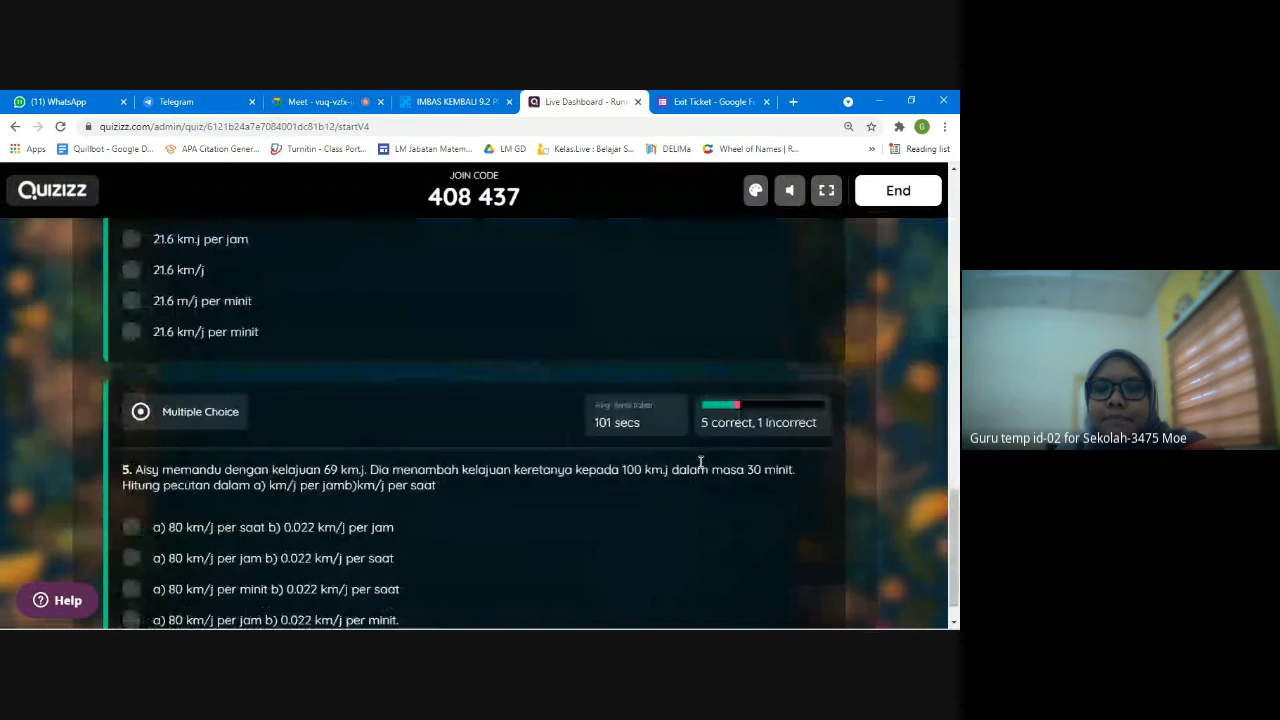 (11) WhatsApp
Telegram
Meet - vuq-vzfx-i
IMBAS KEMBALI 9.2 P
Live Dashboard - Run
Exit Ticket - Google F
quizizz.com/admin/quiz/6121b24a7e7084001dc81b12/startV4
Apps
Quillbot - Google D...
APA Citation Gener...
Turnitin - Class Port...
LM Jabatan Matem...
LM GD
Kelas.Live : Belajar S...
DELIMa
Wheel of Names | R...
Reading list
QUIZIZZ
JOIN CODE
408 437
End
21.6 km.j per jam
21.6 km/j
21.6 m/j per minit
21.6 km/j per minit
Multiple Choice
101 secs
5 correct, 1 Incorrect
5. Aisy memandu dengan kelajuan 69 km.j. Dia menambah kelajuan keretanya kepada 100 km.j dalam masa 30 minit.
Hitung pecutan dalam a) km/j per jamb)km/j per saat
a) 80 km/j per saat b) 0.022 km/j per jam
a) 80 km/j per jam b) 0.022 km/j per saat
a) 80 km/j per minit b) 0.022 km/j per saat
a) 80 km/j per jam b) 0.022 km/j per minit.
Help
Guru temp id-02 for Sekolah-3475 Moe